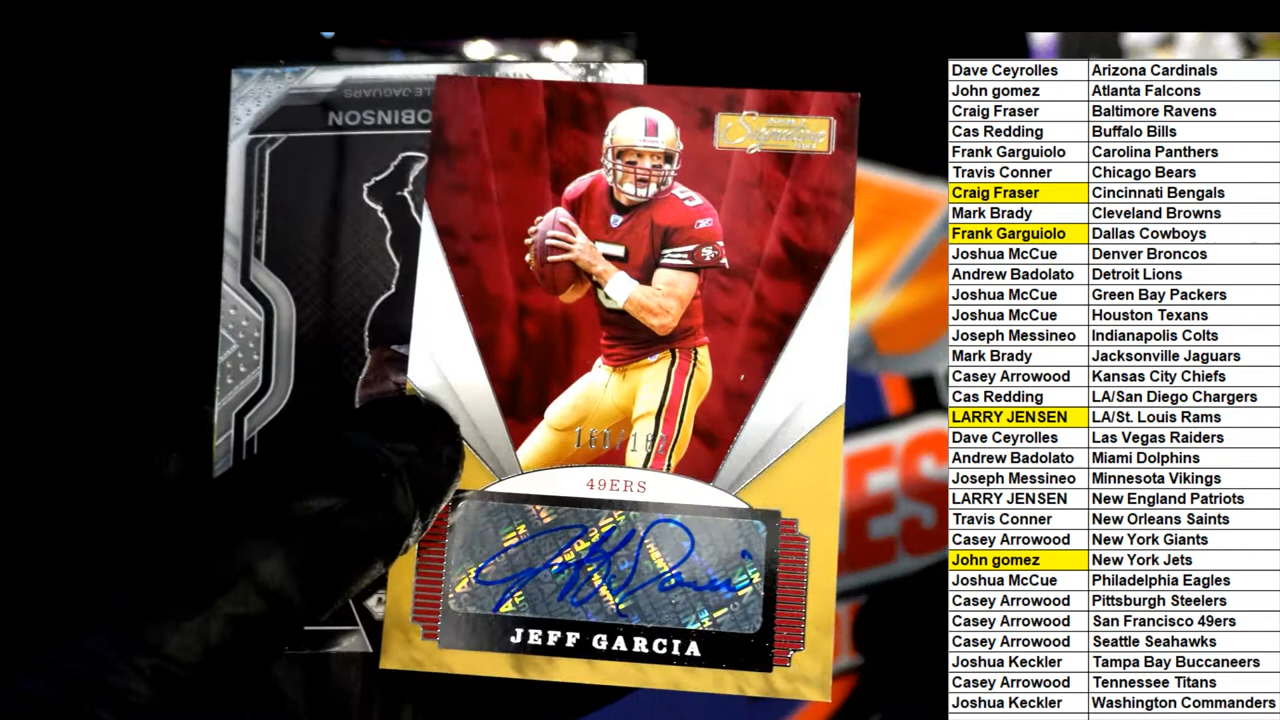 LE JAGUARS
OBINSON
Signature
5
49ERS
JEFF GARCIA
ES
Dave Ceyrolles Arizona Cardinals
John gomez Atlanta Falcons
Craig Fraser Baltimore Ravens
Cas Redding Buffalo Bills
Frank Garguiolo Carolina Panthers
Travis Conner Chicago Bears
Craig Fraser Cincinnati Bengals
Mark Brady Cleveland Browns
Frank Garguiolo Dallas Cowboys
Joshua McCue Denver Broncos
Andrew Badolato Detroit Lions
Joshua McCue Green Bay Packers
Joshua McCue Houston Texans
Joseph Messineo Indianapolis Colts
Mark Brady Jacksonville Jaguars
Casey Arrowood Kansas City Chiefs
Cas Redding LA/San Diego Chargers
LARRY JENSEN LA/St. Louis Rams
Dave Ceyrolles Las Vegas Raiders
Andrew Badolato Miami Dolphins
Joseph Messineo Minnesota Vikings
LARRY JENSEN New England Patriots
Travis Conner New Orleans Saints
Casey Arrowood New York Giants
John gomez New York Jets
Joshua McCue Philadelphia Eagles
Casey Arrowood Pittsburgh Steelers
Casey Arrowood San Francisco 49ers
Casey Arrowood Seattle Seahawks
Joshua Keckler Tampa Bay Buccaneers
Casey Arrowood Tennessee Titans
Joshua Keckler Washington Commanders